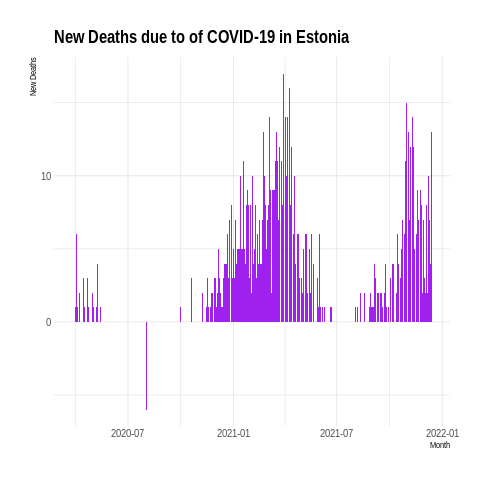 New Deaths due to of COVID-19 in Estonia
New Deaths
10
0
2020-07
2021-01
2021-07
2022-01
Month